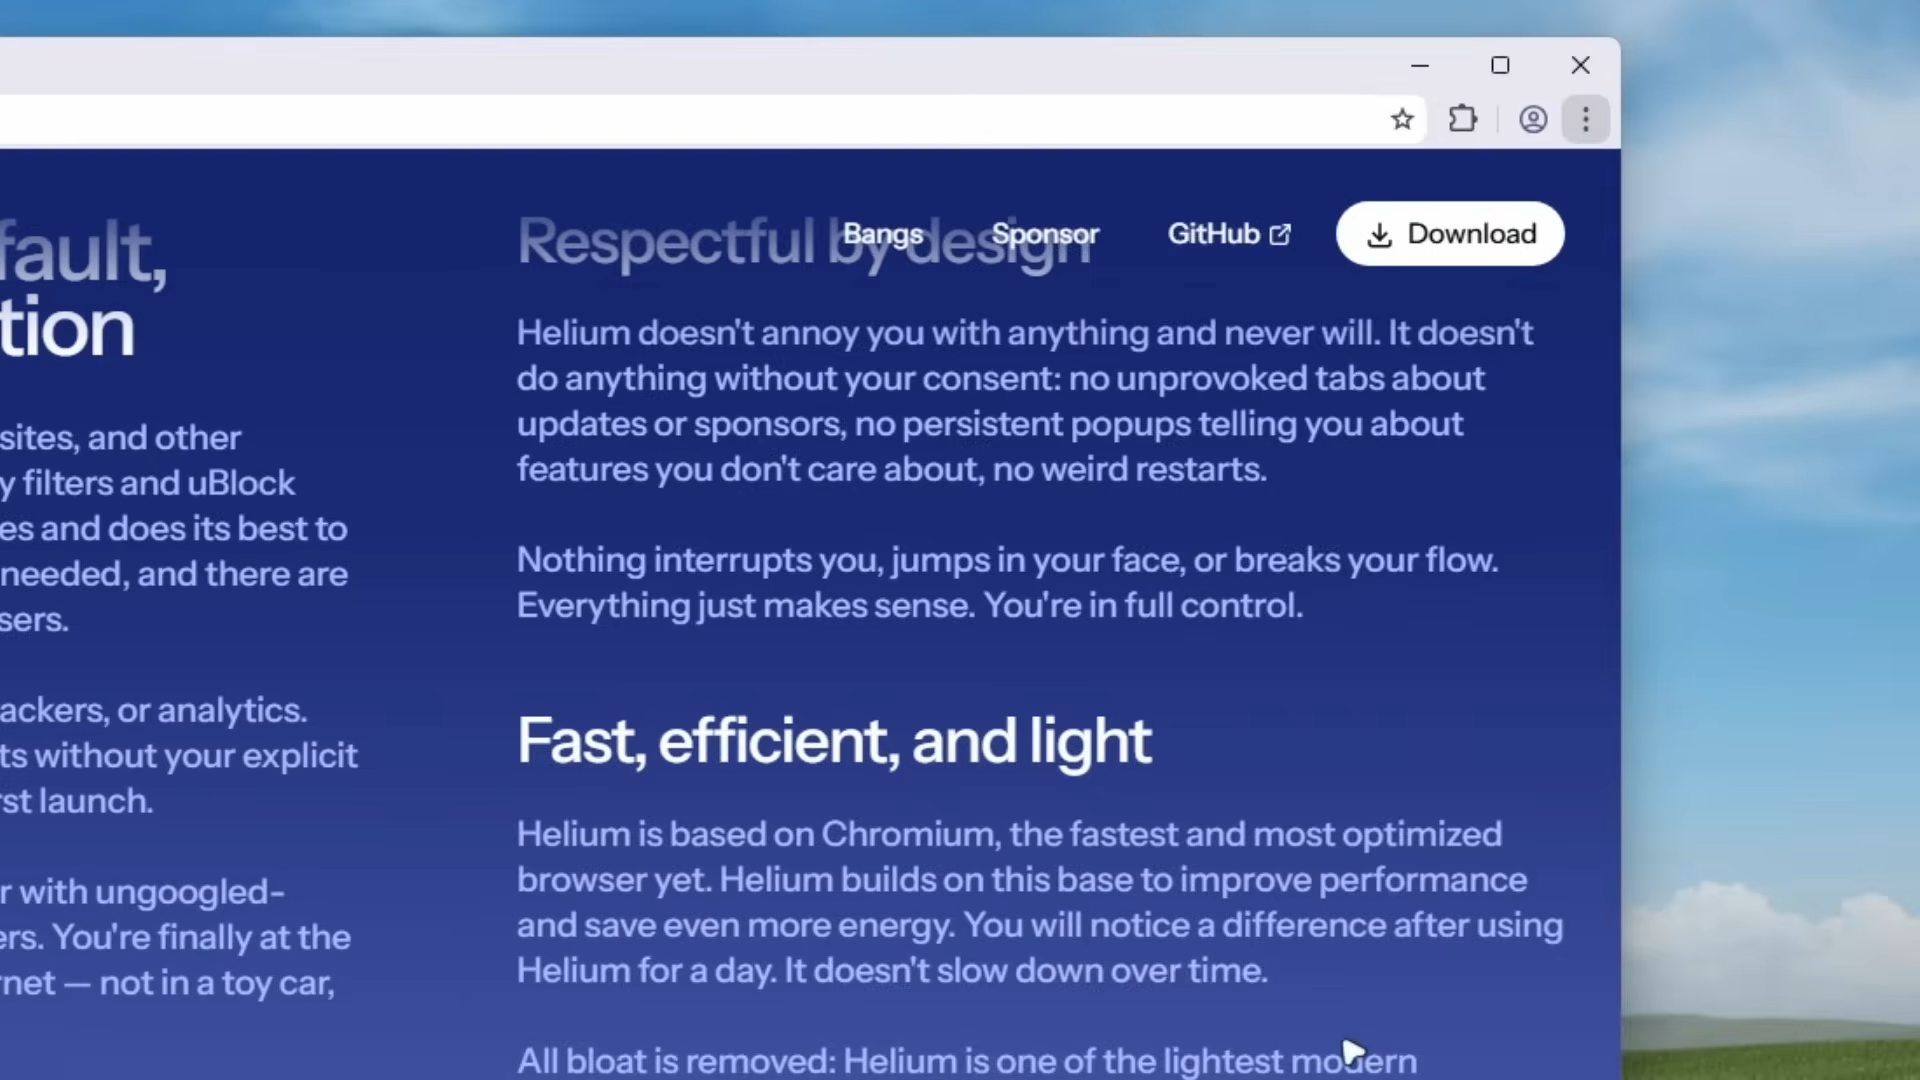 Bangs
Sponsor
GitHub
Download
fault,
tion
sites, and other
y filters and uBlock
es and does its best to
needed, and there are
sers.
ackers, or analytics.
ts without your explicit
rst launch.
r with ungoogled-
ers. You're finally at the
rnet — not in a toy car,
Respectful by design
Helium doesn't annoy you with anything and never will. It doesn't
do anything without your consent: no unprovoked tabs about
updates or sponsors, no persistent popups telling you about
features you don't care about, no weird restarts.
Nothing interrupts you, jumps in your face, or breaks your flow.
Everything just makes sense. You're in full control.
Fast, efficient, and light
Helium is based on Chromium, the fastest and most optimized
browser yet. Helium builds on this base to improve performance
and save even more energy. You will notice a difference after using
Helium for a day. It doesn't slow down over time.
All bloat is removed: Helium is one of the lightest modern